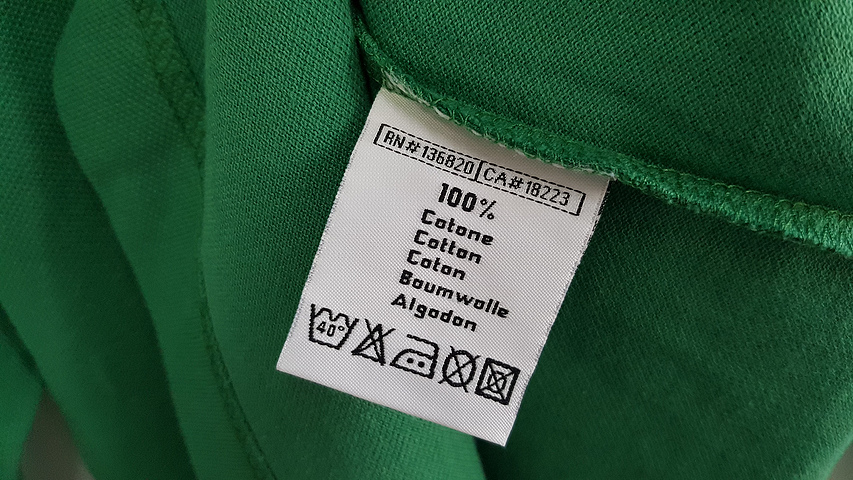 RN#136820 CA#18223
100%
Cotone
Cotton
Coton
Baumwolle
Algodon
40°